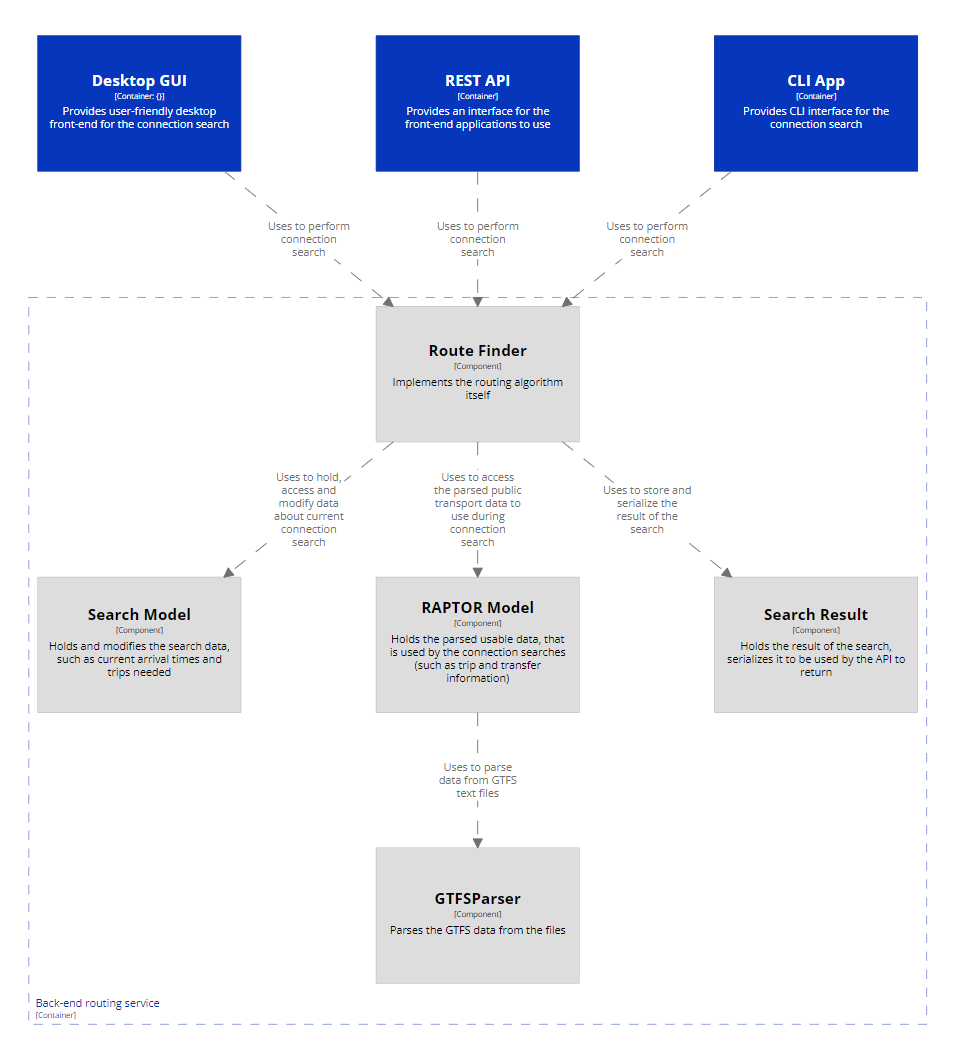 Desktop GUI
[Container: {}]
Provides user-friendly desktop
front-end for the connection search
REST API
[Container]
Provides an interface for the
front-end applications to use
CLI App
[Container]
Provides CLI interface for the
connection search
Uses to perform
connection
search
Uses to perform
connection
search
Uses to perform
connection
search
Route Finder
[Component]
Implements the routing algorithm
itself
Uses to hold,
access and
modify data
about current
connection
search
Uses to access
the parsed public
transport data to
use during
connection
search
Uses to store and
serialize the
result of the
search
Search Model
[Component]
Holds and modifies the search data,
such as current arrival times and
trips needed
RAPTOR Model
[Component]
Holds the parsed usable data, that
is used by the connection searches
(such as trip and transfer
information)
Search Result
[Component]
Holds the result of the search,
serializes it to be used by the API to
return
Uses to parse
data from GTFS
text files
GTFSParser
[Component]
Parses the GTFS data from the files
Back-end routing service
[Container]